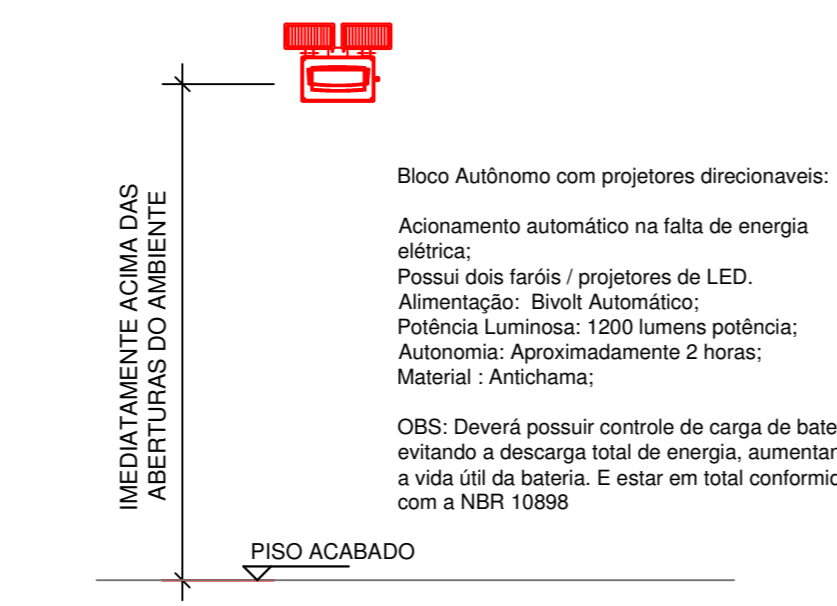 Bloco Autônomo com projetores direcionaveis:
Acionamento automático na falta de energia
elétrica;
Possui dois faróis / projetores de LED.
Alimentação: Bivolt Automático;
Potência Luminosa: 1200 lumens potência;
Autonomia: Aproximadamente 2 horas;
Material : Antichama;
OBS: Deverá possuir controle de carga de
evitando a descarga total de energia,
a vida útil da bateria. E estar em total
com a NBR 10898
IMEDIATAMENTE ACIMA DAS
ABERTURAS DO AMBIENTE
PISO ACABADO